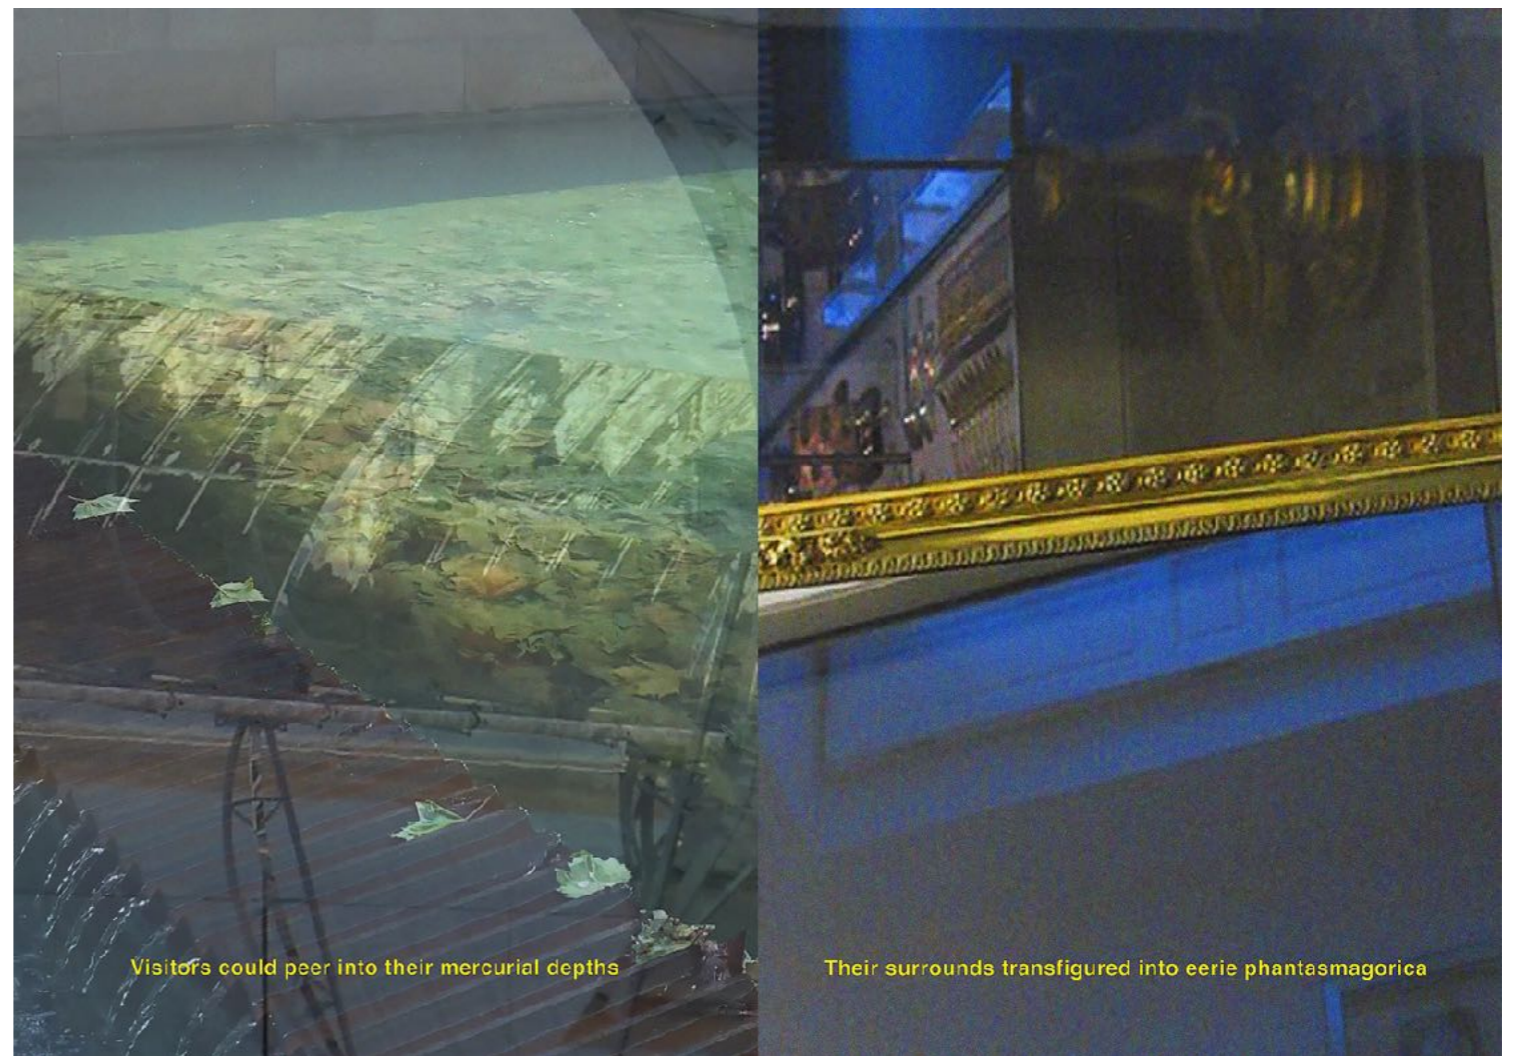 Visitors could peer into their mercurial depths
Their surrounds transfigured into eerie phantasmagorica